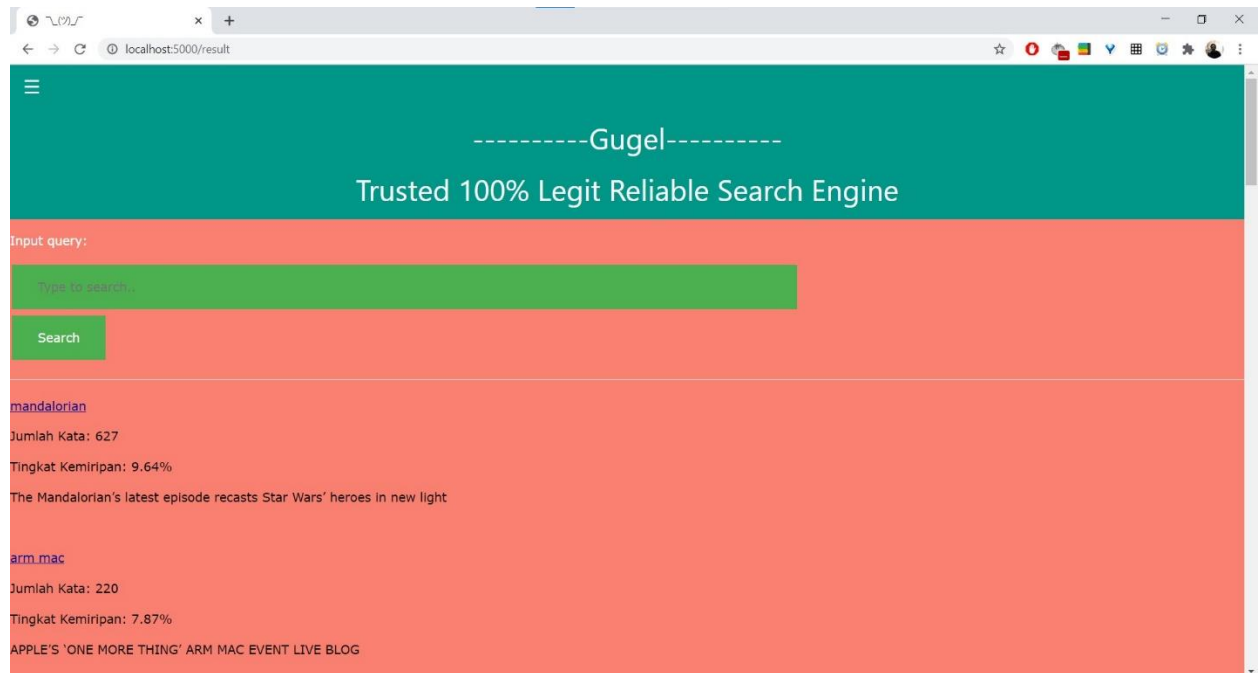 ¯\_(ツ)_/¯
localhost:5000/result
----------Gugel----------
Trusted 100% Legit Reliable Search Engine
Input query:
Type to search..
Search
mandalorian
Jumlah Kata: 627
Tingkat Kemiripan: 9.64%
The Mandalorian’s latest episode recasts Star Wars’ heroes in new light
arm mac
Jumlah Kata: 220
Tingkat Kemiripan: 7.87%
APPLE’S ‘ONE MORE THING’ ARM MAC EVENT LIVE BLOG